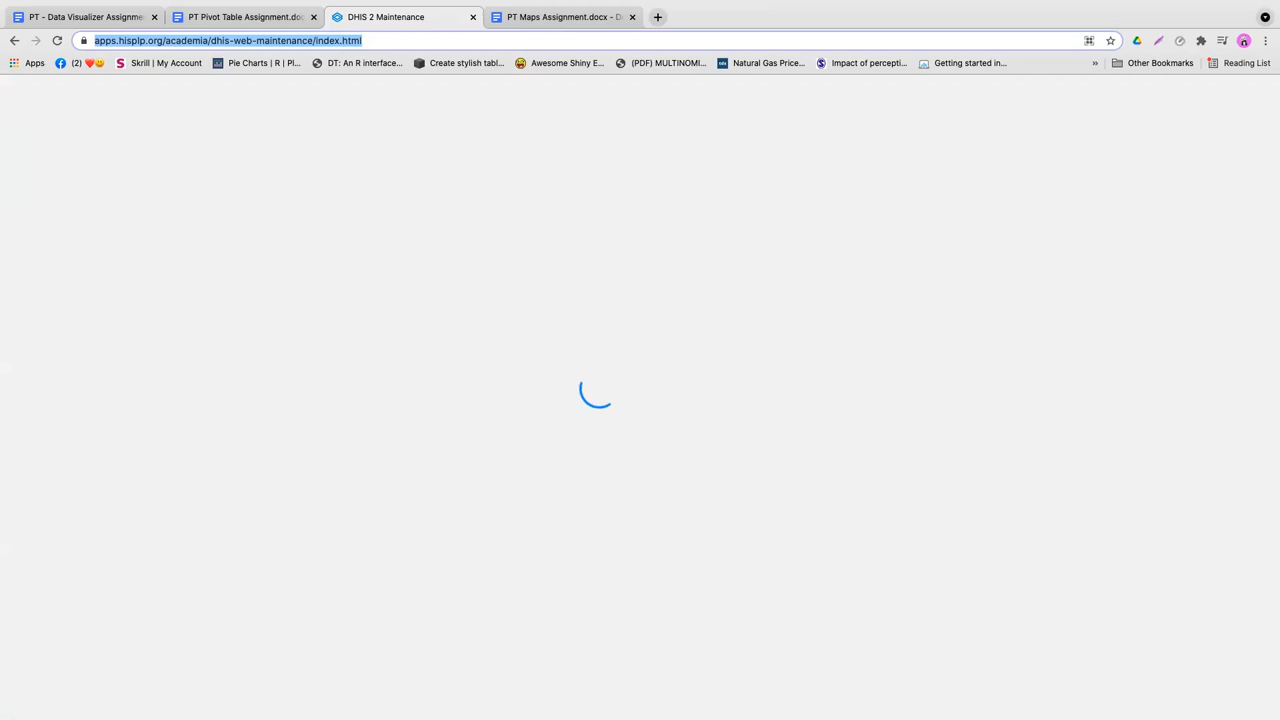 PT - Data Visualizer Assignme
PT Pivot Table Assignment.doc
DHIS 2 Maintenance
PT Maps Assignment.docx - D
apps.hisplp.org/academia/dhis-web-maintenance/index.html
Apps
(2) ❤️😀
Skrill | My Account
Pie Charts | R | Pl...
DT: An R interface...
Create stylish tabl...
Awesome Shiny E...
(PDF) MULTINOMI...
Natural Gas Price...
Impact of percepti...
Getting started in...
»
Other Bookmarks
Reading List